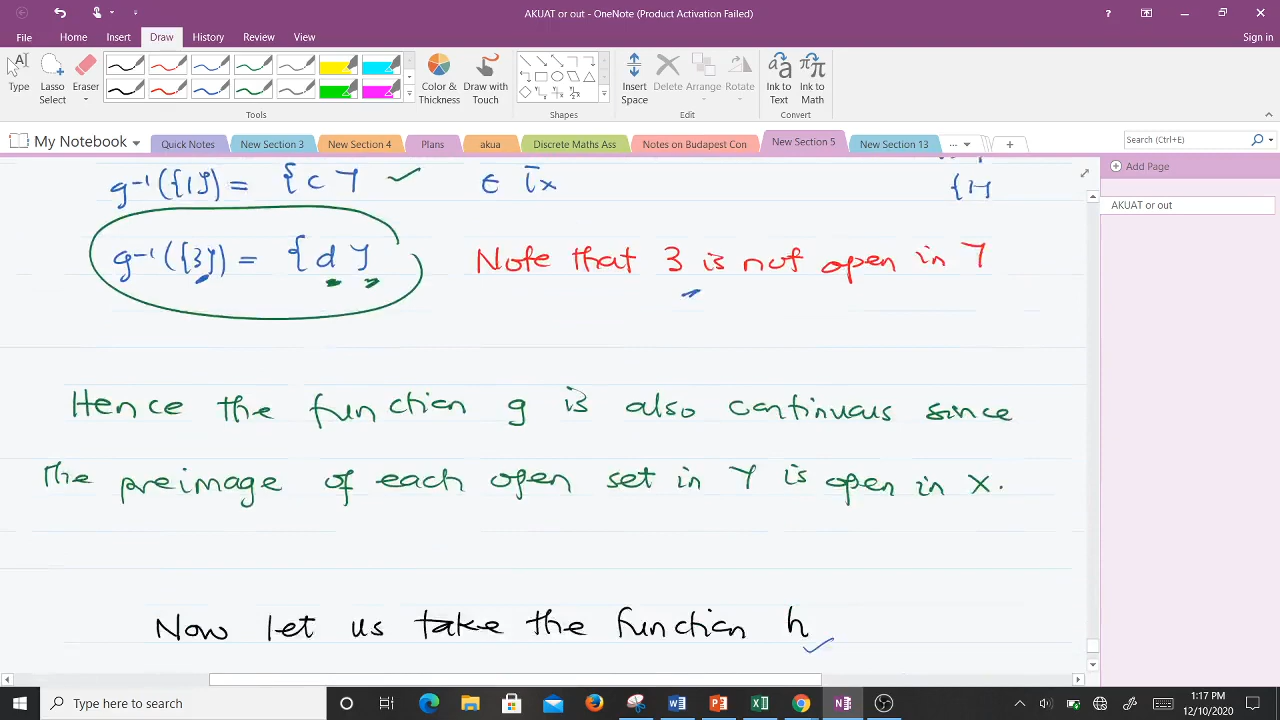 AKUAT or out - OneNote (Product Activation Failed)
Sign in
File Home Insert Draw History Review View
Type Lasso Select Eraser Color & Thickness Draw with Touch Insert Space Delete Arrange Rotate Ink to Text Ink to Math
Tools Shapes Edit Convert
My Notebook Quick Notes New Section 3 New Section 4 Plans akua Discrete Maths Ass Notes on Budapest Con New Section 5 New Section 13 ... Search (Ctrl+E)
Add Page
AKUAT or out
g⁻¹({1}) = {c} ✓ ∈ τx
g⁻¹({3}) = {d} Note that 3 is not open in Y
Hence the function g is also continuous since
the preimage of each open set in Y is open in X.
Now let us take the function h
Type here to search
1:17 PM
12/10/2020